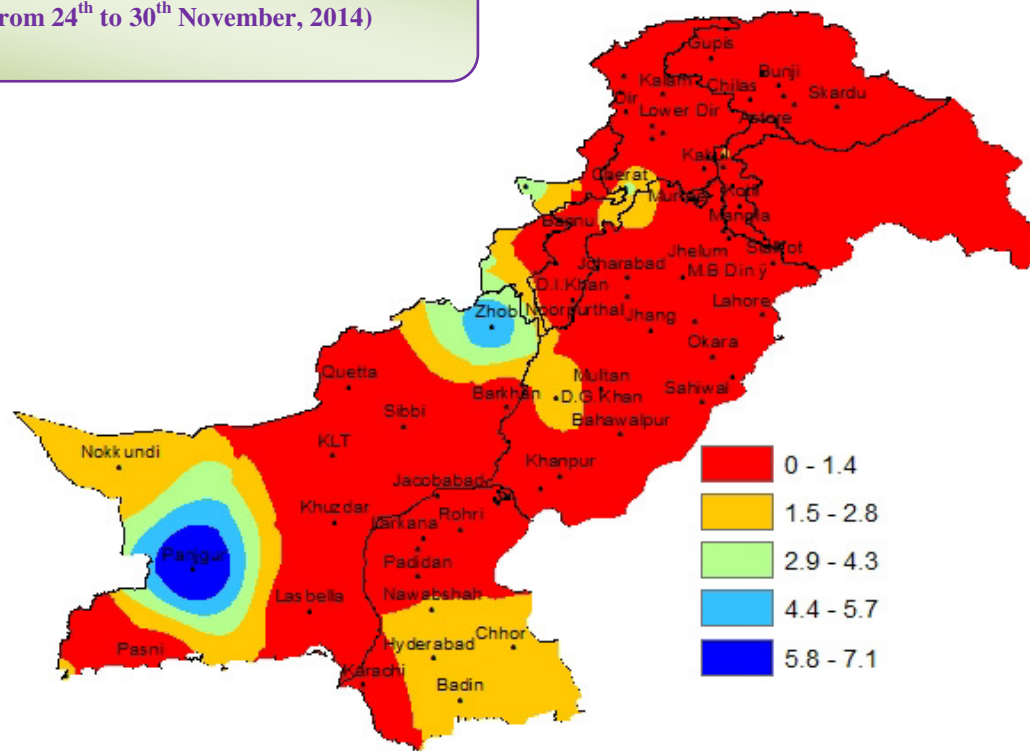 rom 24th to 30th November, 2014)
Gupis
Kalam
Chilas
Bunji
Skardu
Dir
Lower Dir
Astore
Kakul
Cherat
Murree
Kotli
Mangla
Bannu
Jhelum
Sialkot
Joharabad
M.B Din ÿ
D.I.Khan
Lahore
Zhob
Noorpurthal
Jhang
Okara
Quetta
Multan
Barkhan
D.G.Khan
Sahiwal
Sibbi
Bahawalpur
Nokkundi
KLT
Khanpur
0 - 1.4
Jacobabad
Khuzdar
Larkana
Rohri
1.5 - 2.8
Panjgur
Padidan
2.9 - 4.3
Lasbella
Nawabshah
4.4 - 5.7
Pasni
Hyderabad
Chhor
Karachi
Badin
5.8 - 7.1